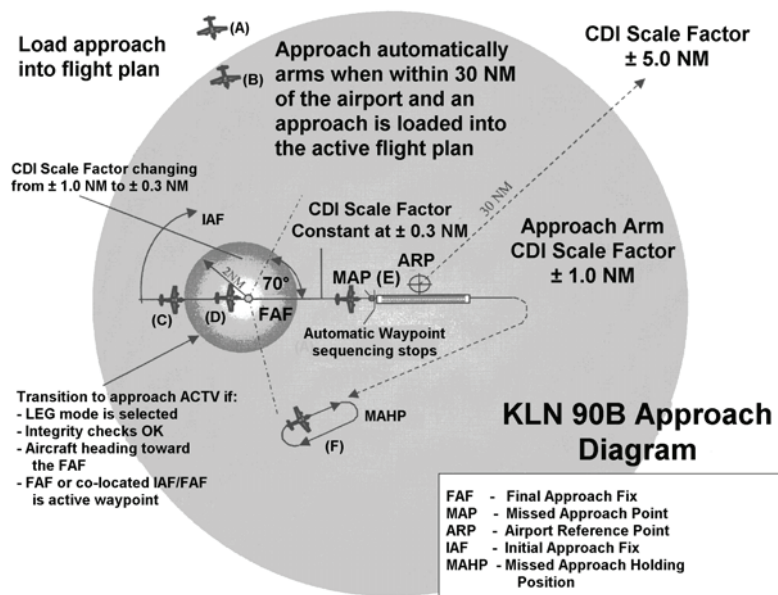 (A)
Load approach
into flight plan
(B)
Approach automatically
arms when within 30 NM
of the airport and an
approach is loaded into
the active flight plan
CDI Scale Factor
± 5.0 NM
30 NM
CDI Scale Factor changing
from ± 1.0 NM to ± 0.3 NM
IAF
CDI Scale Factor
Constant at ± 0.3 NM
Approach Arm
CDI Scale Factor
± 1.0 NM
ARP
MAP (E)
2NM
70°
FAF
(C)
(D)
Automatic Waypoint
sequencing stops
Transition to approach ACTV if:
- LEG mode is selected
- Integrity checks OK
- Aircraft heading toward
the FAF
- FAF or co-located IAF/FAF
is active waypoint
MAHP
(F)
KLN 90B Approach
Diagram
FAF - Final Approach Fix
MAP - Missed Approach Point
ARP - Airport Reference Point
IAF - Initial Approach Fix
MAHP - Missed Approach Holding
Position